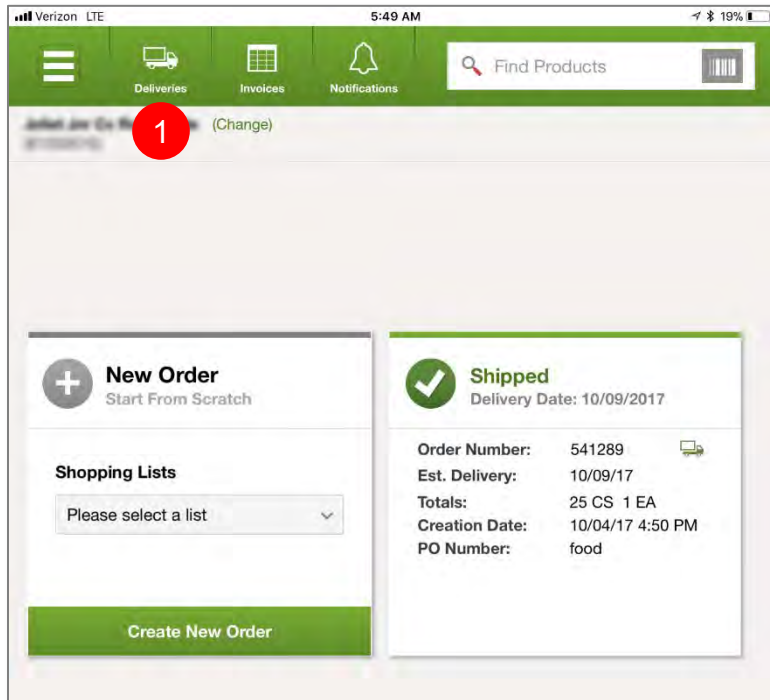 Verizon LTE 5:49 AM 19%
Deliveries Invoices Notifications Find Products
1 (Change)
New Order
Start From Scratch
Shopping Lists
Please select a list
Create New Order
Shipped
Delivery Date: 10/09/2017
Order Number: 541289
Est. Delivery: 10/09/17
Totals: 25 CS 1 EA
Creation Date: 10/04/17 4:50 PM
PO Number: food